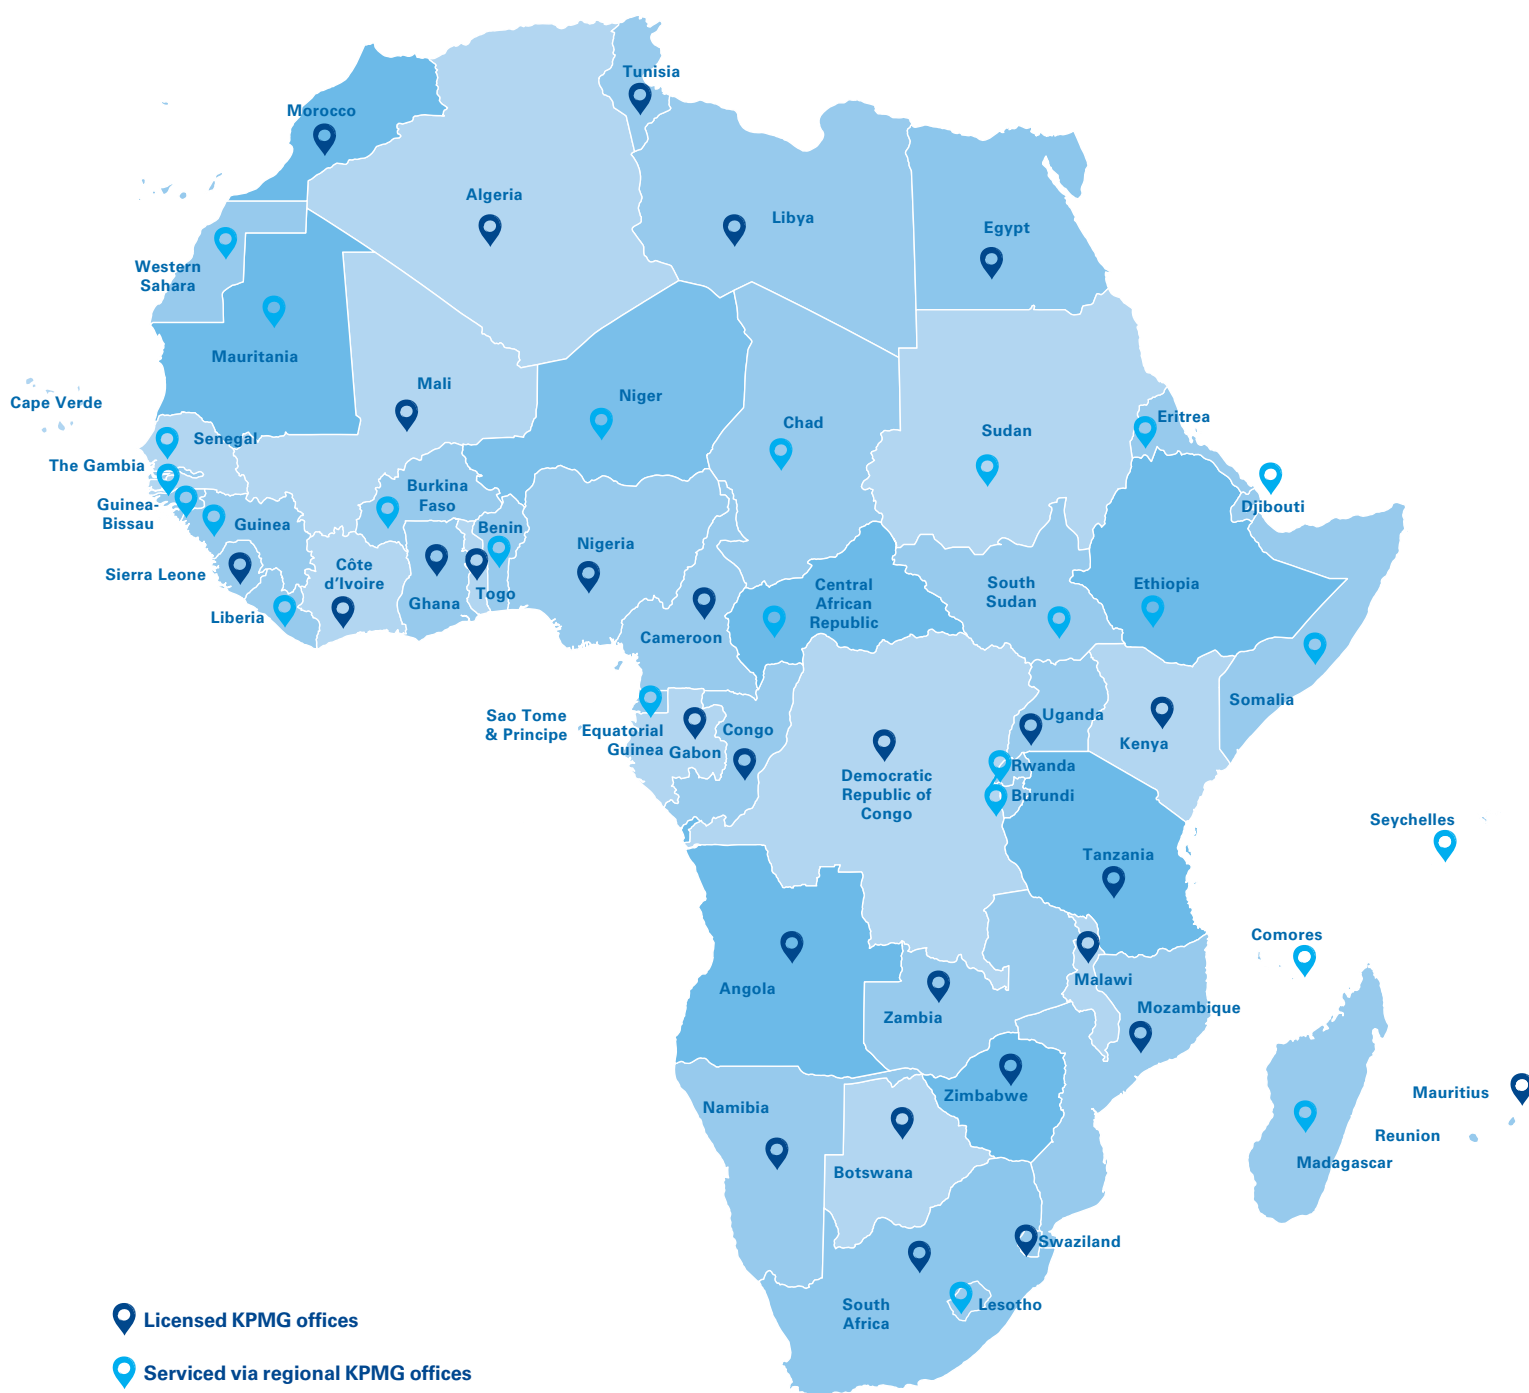 Tunisia
Morocco
Algeria
Libya
Egypt
Western
Sahara
Mauritania
Mali
Niger
Cape Verde
Chad
Eritrea
Sudan
Senegal
The Gambia
Burkina
Faso
Guinea-
Bissau
Djibouti
Guinea
Benin
Nigeria
Côte
d'Ivoire
Sierra Leone
Central
African
Republic
South
Sudan
Ethiopia
Togo
Ghana
Liberia
Cameroon
Somalia
Sao Tome
& Principe
Uganda
Equatorial
Guinea
Congo
Gabon
Kenya
Rwanda
Democratic
Republic of
Congo
Burundi
Seychelles
Tanzania
Comores
Malawi
Angola
Mozambique
Zambia
Mauritius
Zimbabwe
Namibia
Reunion
Madagascar
Botswana
Swaziland
South
Africa
Lesotho
Licensed KPMG offices
Serviced via regional KPMG offices